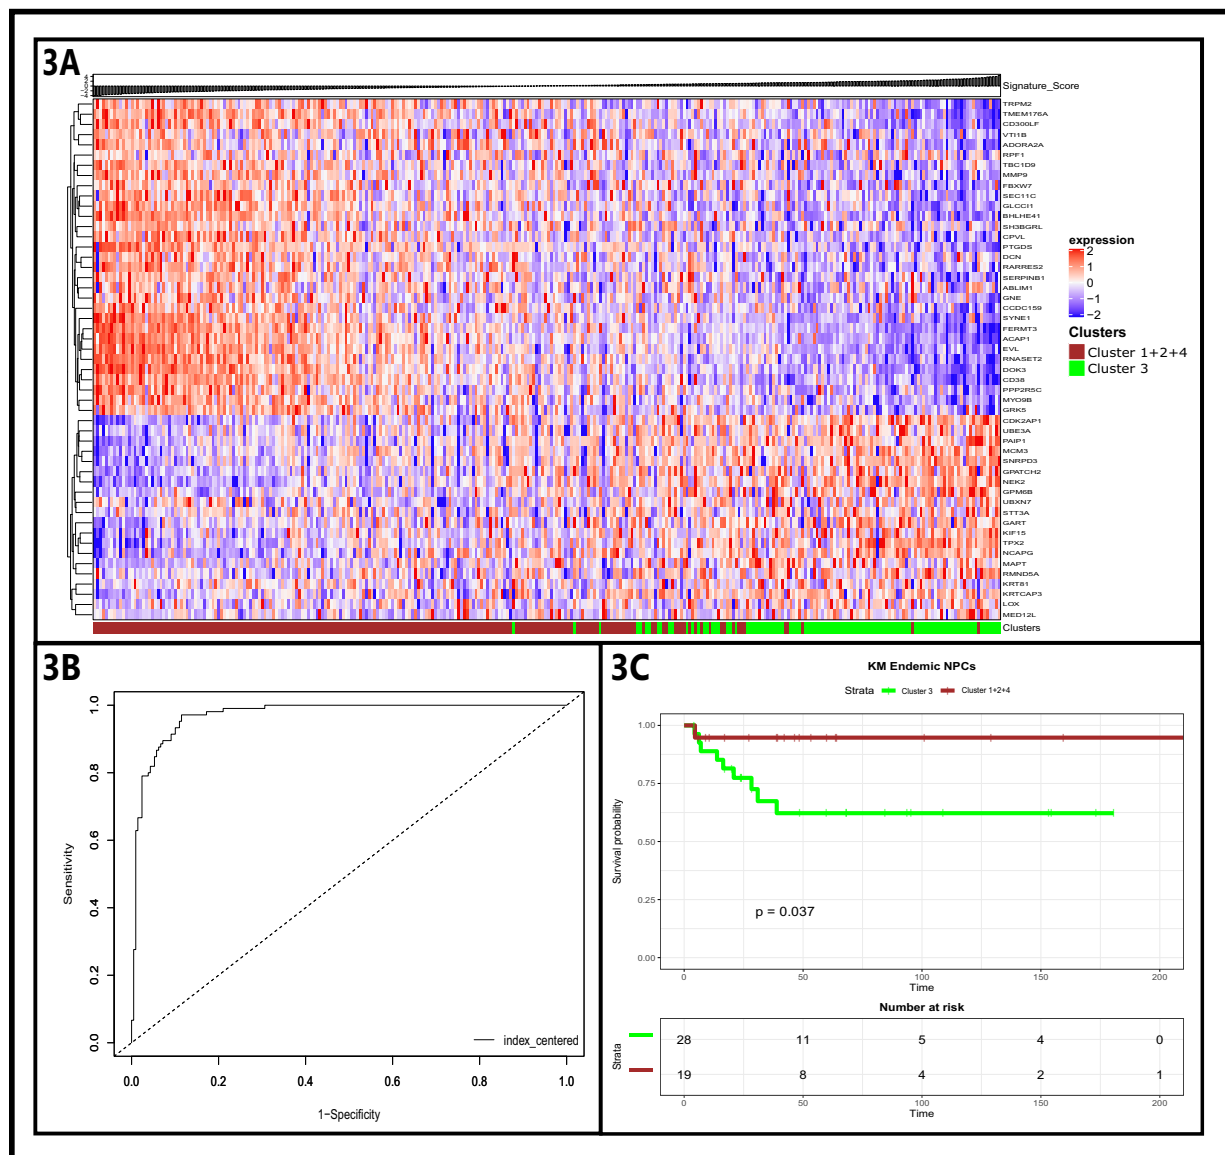 3A
4
2
0
−2
−4
Signature_Score
TRPM2
TMEM176A
CD300LF
VTI1B
ADORA2A
RPF1
TBC1D9
MMP9
FBXW7
SEC11C
GLCCI1
BHLHE41
SH3BGRL
CPVL
PTGDS
DCN
RARRES2
SERPINB1
ABLIM1
GNE
CCDC159
SYNE1
FERMT3
ACAP1
EVL
RNASET2
DOK3
CD38
PPP2R5C
MYO9B
GRK5
CDK2AP1
UBE3A
PAIP1
MCM3
SNRPD3
GPATCH2
NEK2
GPM6B
UBXN7
STT3A
GART
KIF15
TPX2
NCAPG
MAPT
RMND5A
KRT81
KRTCAP3
LOX
MED12L
Clusters
expression
2
1
0
−1
−2
Clusters
Cluster 1+2+4
Cluster 3
3B
1.0
0.8
0.6
0.4
0.2
0.0
Sensitivity
index_centered
0.0 0.2 0.4 0.6 0.8 1.0
1−Specificity
3C
KM Endemic NPCs
Strata Cluster 3 Cluster 1+2+4
1.00
0.75
0.50
0.25
0.00
Survival probability
p = 0.037
0 50 100 150 200
Time
Number at risk
Strata
28 11 5 4 0
19 8 4 2 1
0 50 100 150 200
Time